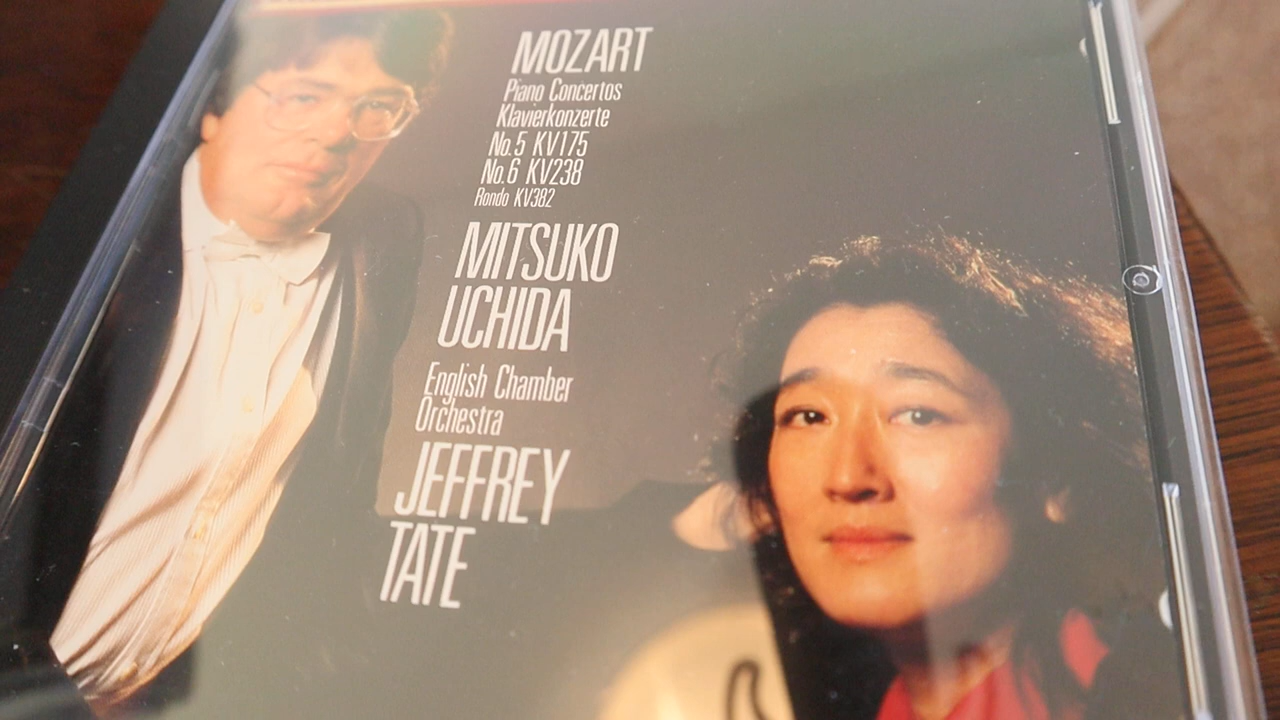 MOZART
Piano Concertos
Klavierkonzerte
No.5 KV175
No.6 KV238
Rondo KV382
MITSUKO
UCHIDA
English Chamber
Orchestra
JEFFREY
TATE